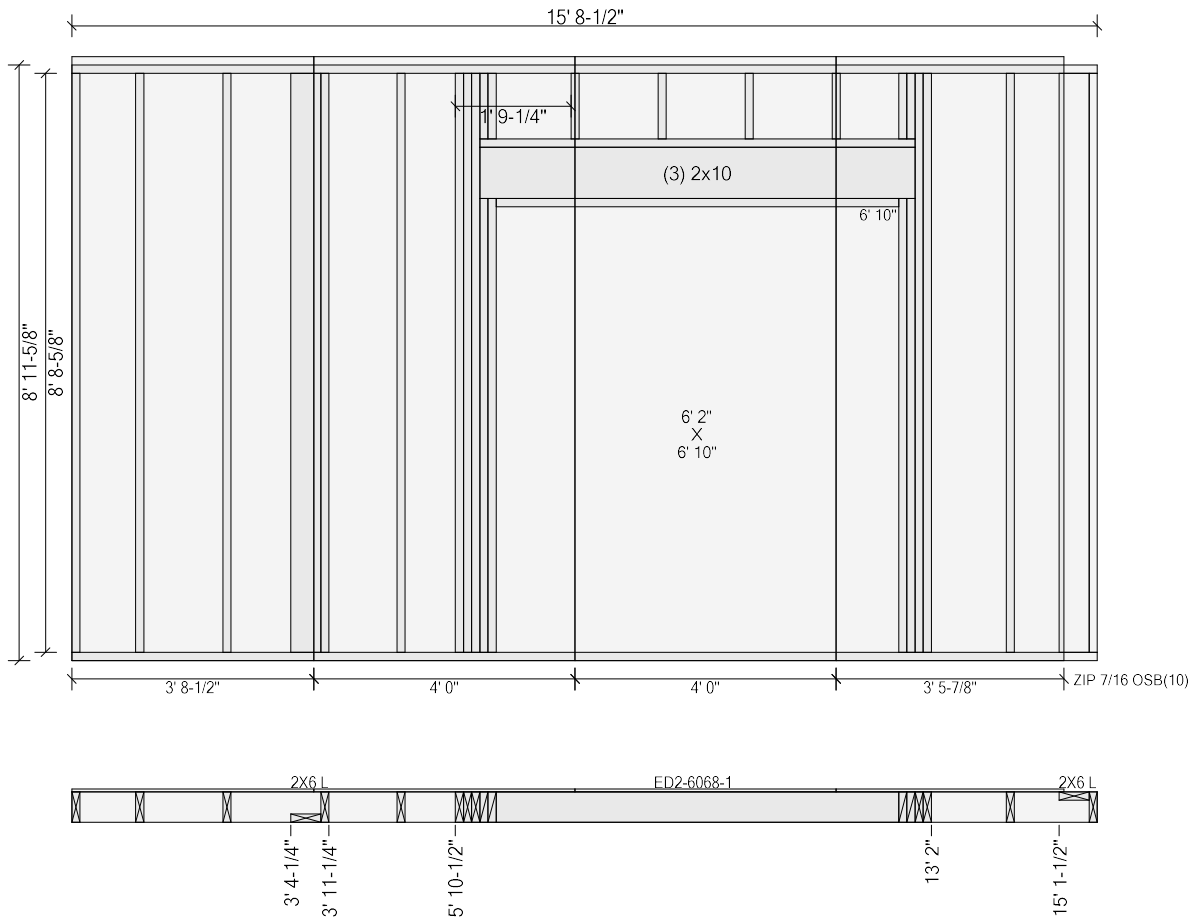 15' 8-1/2"
1' 9-1/4"
(3) 2x10
6' 10"
8' 11-5/8"
8' 8-5/8"
6' 2"
X
6' 10"
3' 8-1/2"
4' 0"
4' 0"
3' 5-7/8"
ZIP 7/16 OSB(10)
2X6 L
ED2-6068-1
2X6 L
3' 4-1/4"
3' 11-1/4"
5' 10-1/2"
13' 2"
15' 1-1/2"